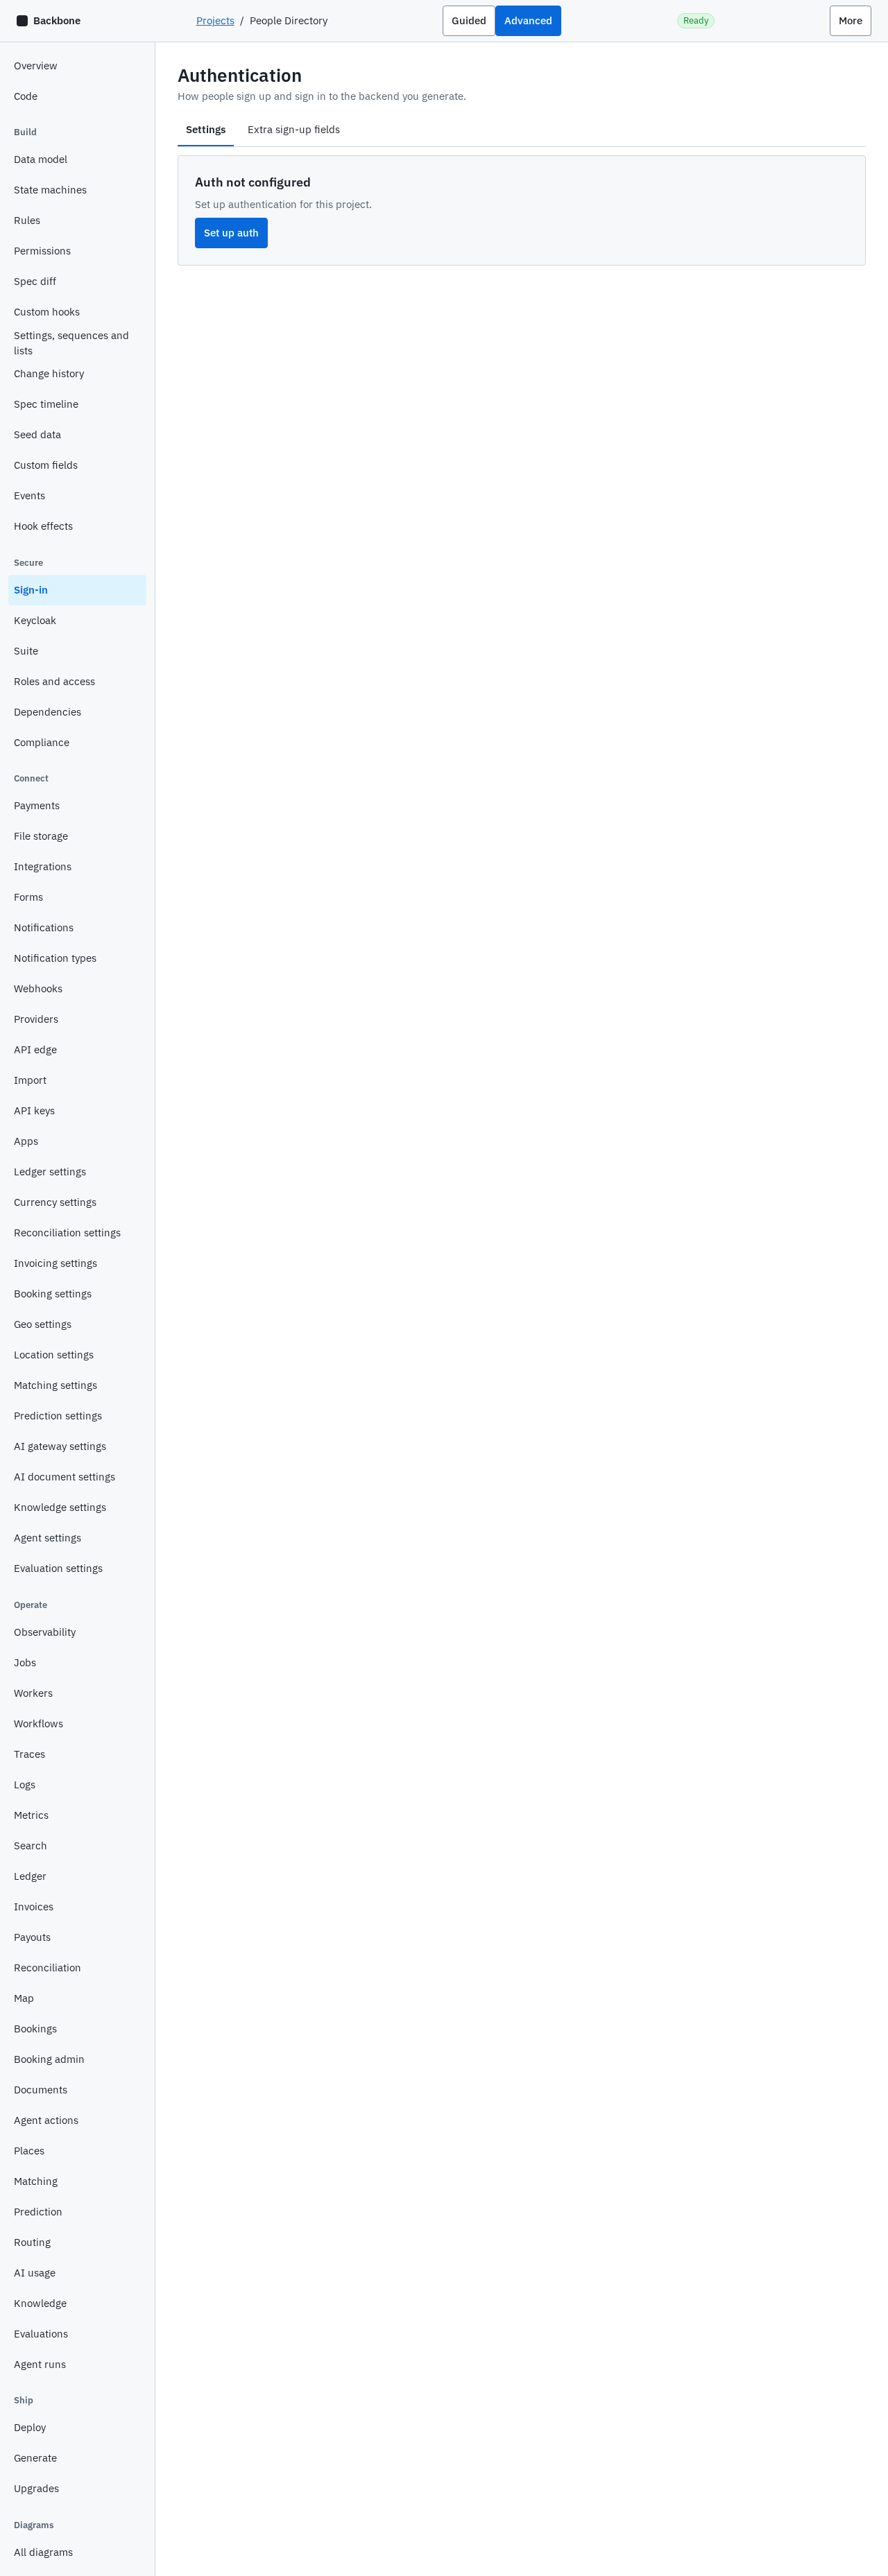 Backbone
Projects / People Directory
Guided
Advanced
Ready
More
Overview
Code
Build
Data model
State machines
Rules
Permissions
Spec diff
Custom hooks
Settings, sequences and
lists
Change history
Spec timeline
Seed data
Custom fields
Events
Hook effects
Secure
Sign-in
Keycloak
Suite
Roles and access
Dependencies
Compliance
Connect
Payments
File storage
Integrations
Forms
Notifications
Notification types
Webhooks
Providers
API edge
Import
API keys
Apps
Ledger settings
Currency settings
Reconciliation settings
Invoicing settings
Booking settings
Geo settings
Location settings
Matching settings
Prediction settings
AI gateway settings
AI document settings
Knowledge settings
Agent settings
Evaluation settings
Operate
Observability
Jobs
Workers
Workflows
Traces
Logs
Metrics
Search
Ledger
Invoices
Payouts
Reconciliation
Map
Bookings
Booking admin
Documents
Agent actions
Places
Matching
Prediction
Routing
AI usage
Knowledge
Evaluations
Agent runs
Ship
Deploy
Generate
Upgrades
Diagrams
All diagrams
Authentication
How people sign up and sign in to the backend you generate.
Settings
Extra sign-up fields
Auth not configured
Set up authentication for this project.
Set up auth